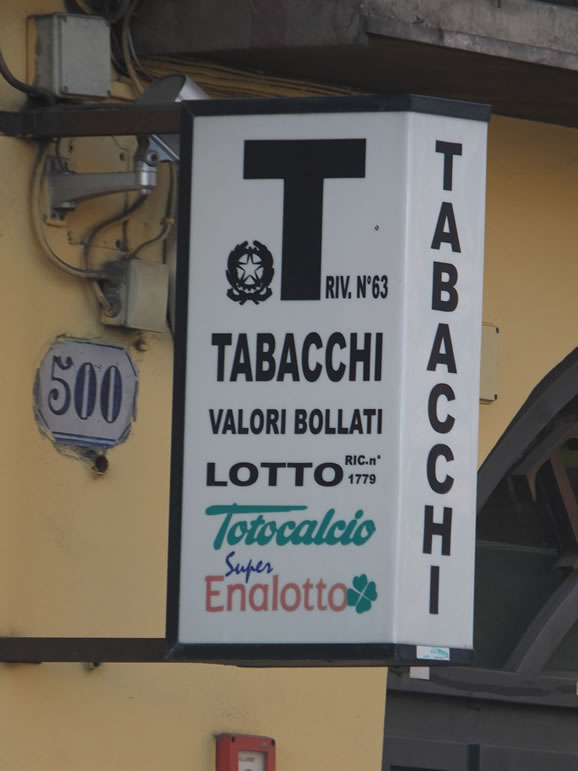 T
RIV. N°63
TABACCHI
VALORI BOLLATI
LOTTO RIC.n° 1779
Totocalcio
Super
Enalotto
TABACCHI
500